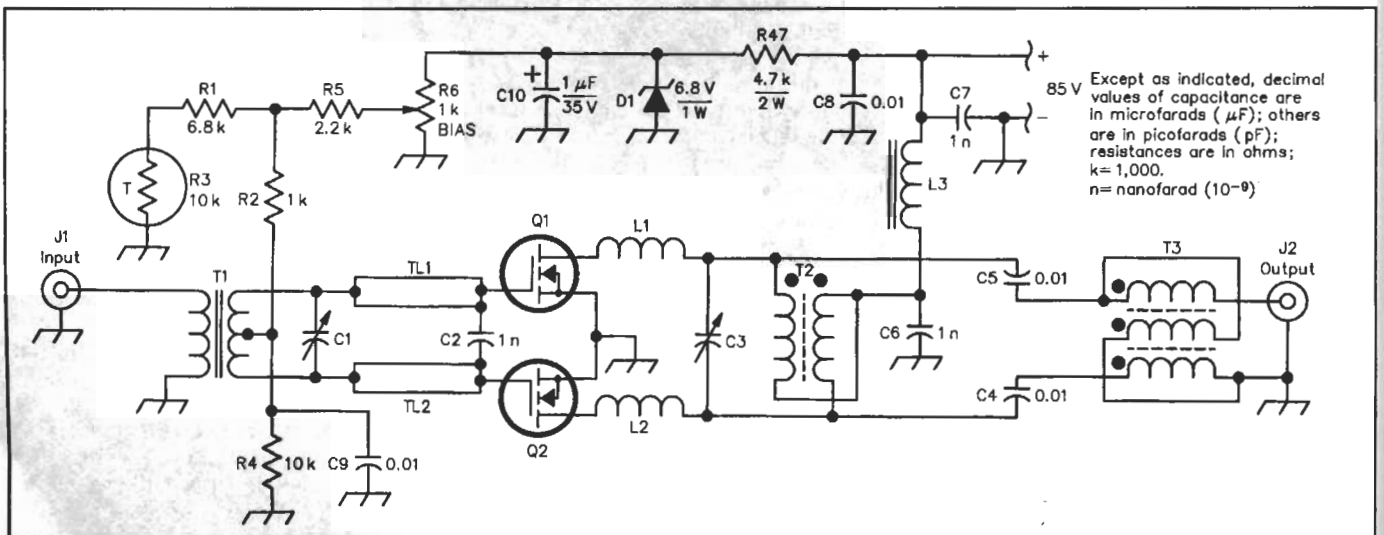 R1
6.8 k
R5
2.2 k
R6
1 k
BIAS
+
C10
1 μF
35 V
D1
6.8 V
1 W
R47
4.7 k
2 W
C8
0.01
C7
1 n
+
85 V
−
Except as indicated, decimal
values of capacitance are
in microfarads ( μF); others
are in picofarads (pF);
resistances are in ohms;
k= 1,000.
n= nanofarad (10⁻⁹)
T
R3
10 k
R2
1 k
L3
J1
Input
T1
TL1
Q1
L1
T2
C5
0.01
T3
J2
Output
C1
C2
1 n
C3
C6
1 n
TL2
Q2
L2
C4
0.01
R4
10 k
C9
0.01